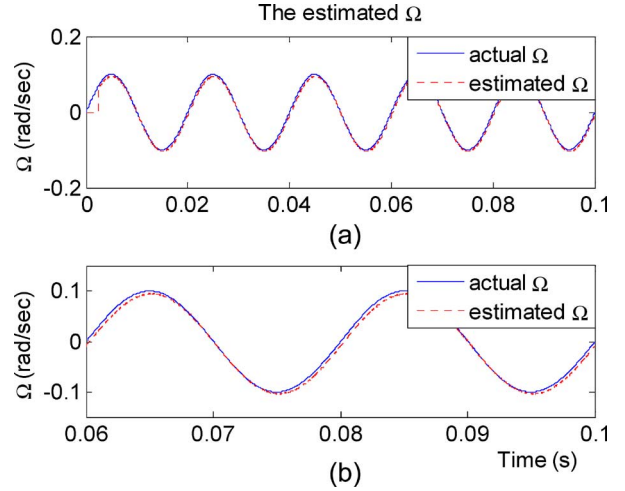 The estimated Ω
0.2
0
-0.2
Ω (rad/sec)
actual Ω
estimated Ω
0
0.02
0.04
0.06
0.08
0.1
(a)
0.1
0
-0.1
Ω (rad/sec)
actual Ω
estimated Ω
0.06
0.07
0.08
0.09
0.1
Time (s)
(b)